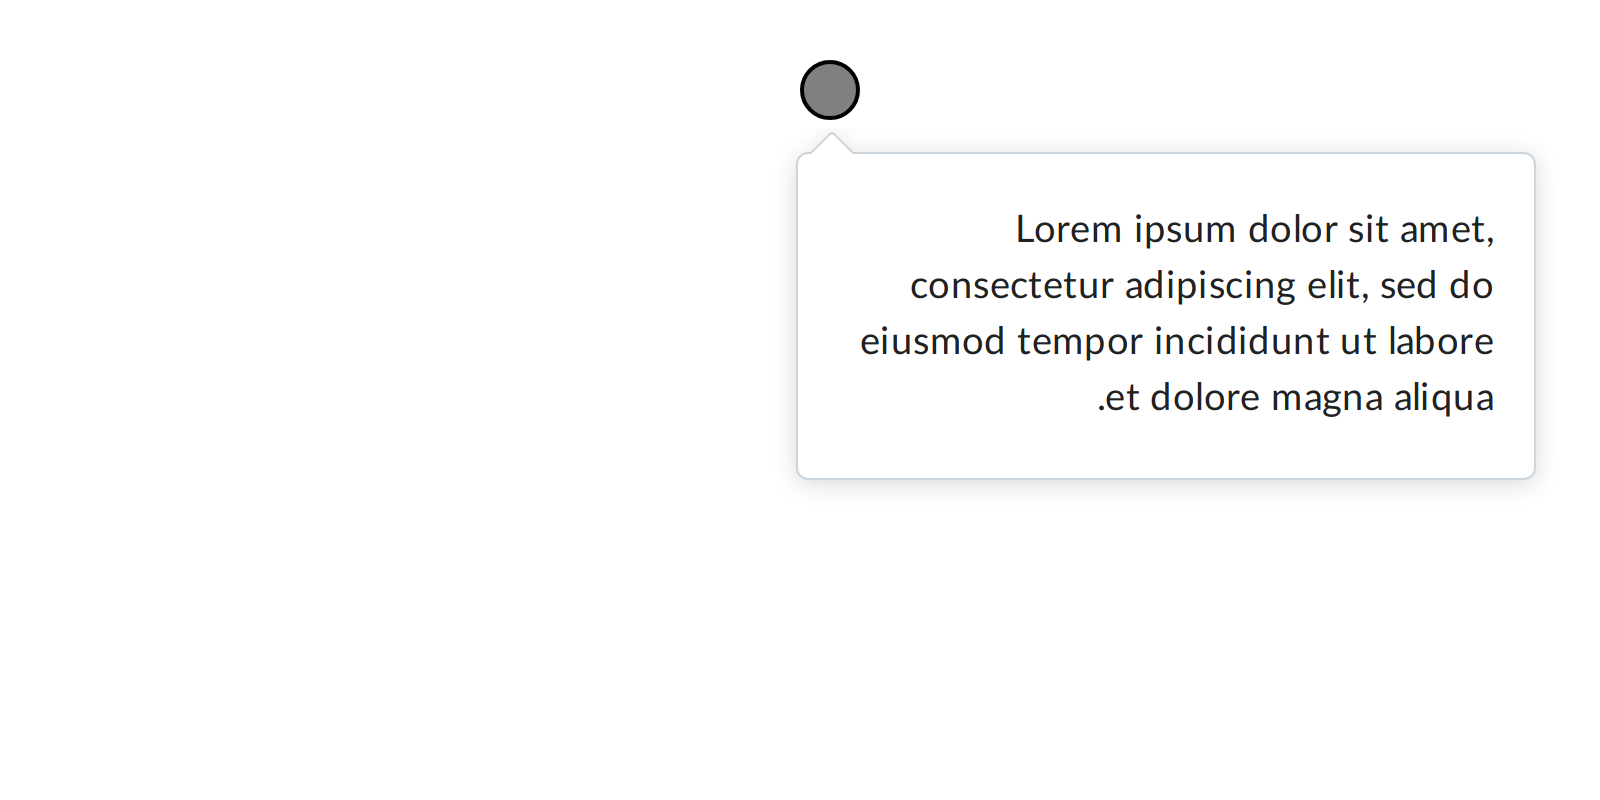 Lorem ipsum dolor sit amet,
consectetur adipiscing elit, sed do
eiusmod tempor incididunt ut labore
.et dolore magna aliqua